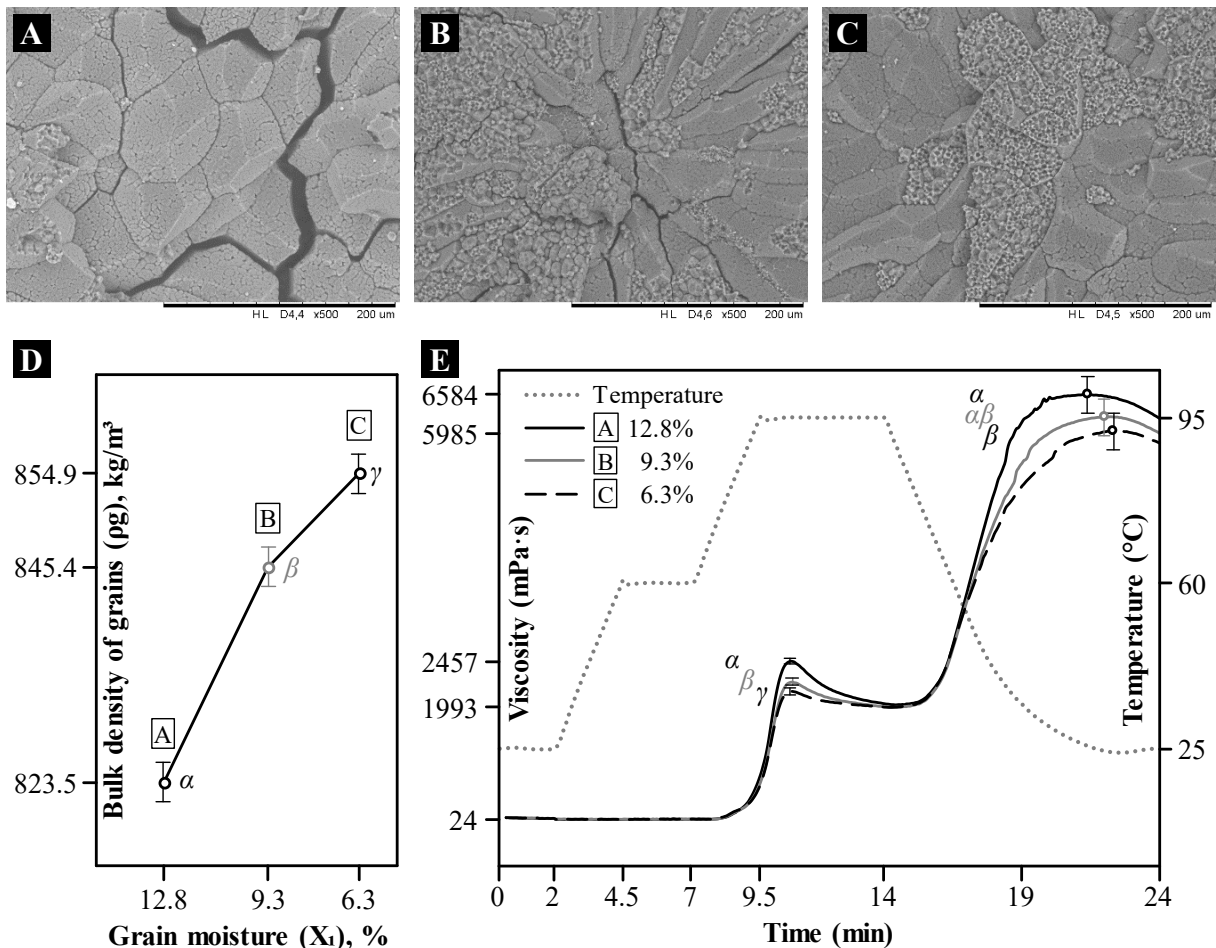 A
B
C
HL D4,4 x500 200 um
HL D4,6 x500 200 um
HL D4,5 x500 200 um
D
Bulk density of grains (ρg), kg/m³
854.9
845.4
823.5
A
B
C
α
β
γ
12.8
9.3
6.3
Grain moisture (X₁), %
E
Viscosity (mPa·s)
6584
5985
2457
1993
24
Temperature
A 12.8%
B 9.3%
C 6.3%
α
αβ
β
α
β
γ
Temperature (°C)
95
60
25
0
2
4.5
7
9.5
14
19
24
Time (min)